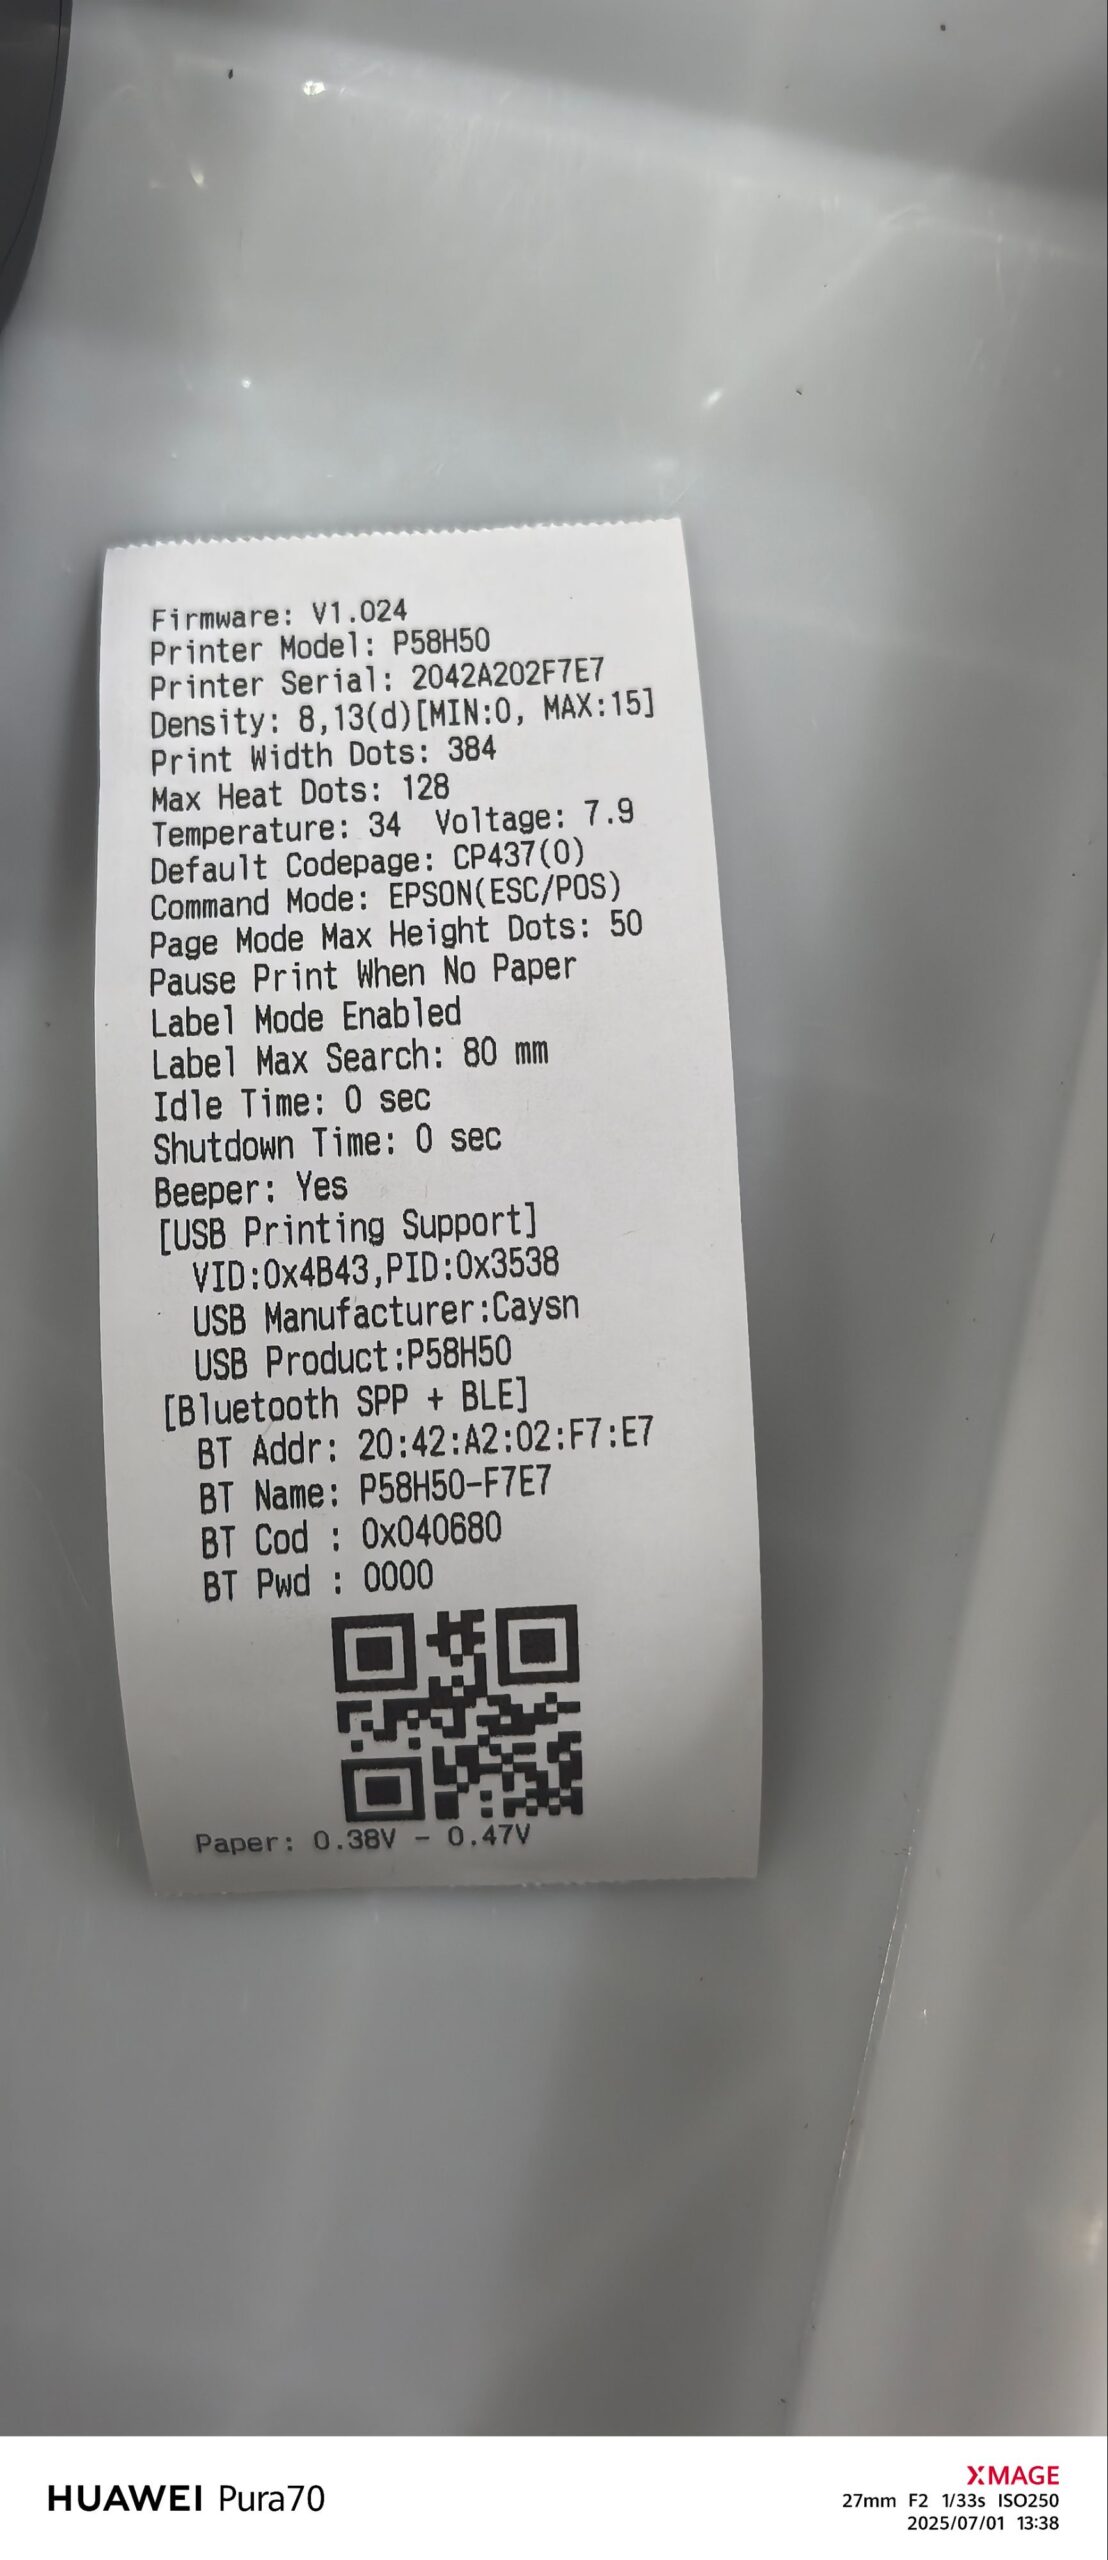 Firmware: V1.024
Printer Model: P58H50
Printer Serial: 2042A202F7E7
Density: 8,13(d)[MIN:0, MAX:15]
Print Width Dots: 384
Max Heat Dots: 128
Temperature: 34  Voltage: 7.9
Default Codepage: CP437(0)
Command Mode: EPSON(ESC/POS)
Page Mode Max Height Dots: 50
Pause Print When No Paper
Label Mode Enabled
Label Max Search: 80 mm
Idle Time: 0 sec
Shutdown Time: 0 sec
Beeper: Yes
[USB Printing Support]
VID:0x4B43,PID:0x3538
USB Manufacturer:Caysn
USB Product:P58H50
[Bluetooth SPP + BLE]
BT Addr: 20:42:A2:02:F7:E7
BT Name: P58H50-F7E7
BT Cod : 0x040680
BT Pwd : 0000
Paper: 0.38V - 0.47V
HUAWEI Pura70
XMAGE
27mm F2 1/33s ISO250
2025/07/01 13:38